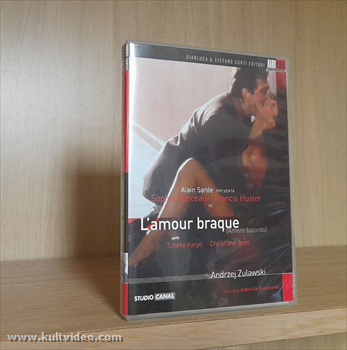 GIANLUCA & STEFANO CURTI EDITORI
Alain Sarde PRESENTA
Sophie Marceau - Francis Huster
in
L'amour braque
(Amore balordo)
Tcheky Karyo Christiane Jean
Andrzej Zulawski
STUDIO CANAL
www.kultvideo.com